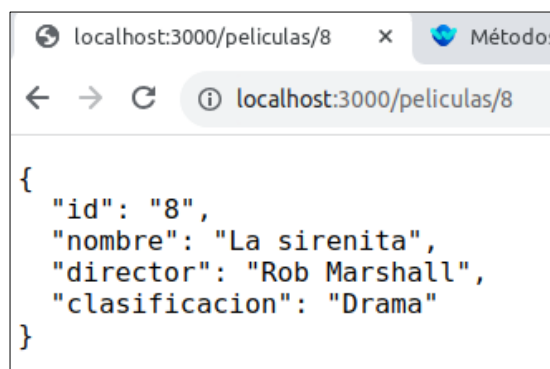 localhost:3000/peliculas/8 × Métodos
localhost:3000/peliculas/8
{
"id": "8",
"nombre": "La sirenita",
"director": "Rob Marshall",
"clasificacion": "Drama"
}